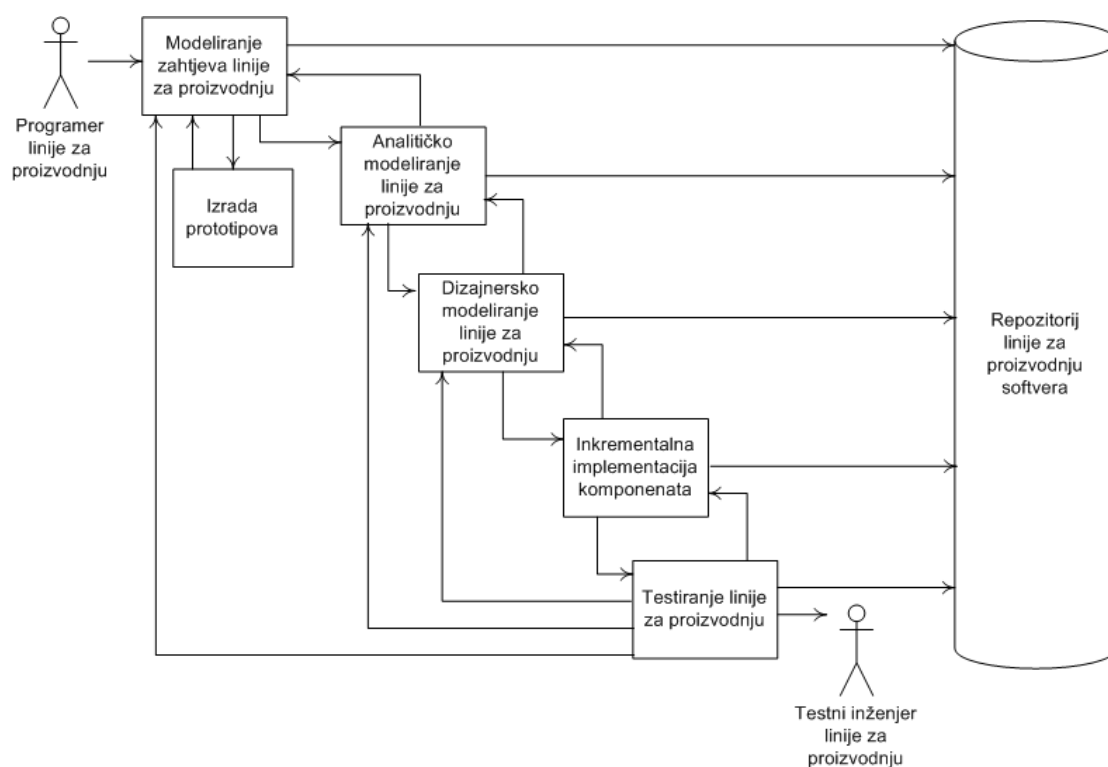 Modeliranje
zahtjeva linije
za proizvodnju
Programer
linije za
proizvodnju
Izrada
prototipova
Analitičko
modeliranje
linije za
proizvodnju
Dizajnersko
modeliranje
linije za
proizvodnju
Repozitorij
linije za
proizvodnju
softvera
Inkrementalna
implementacija
komponenata
Testiranje linije
za proizvodnju
Testni inženjer
linije za
proizvodnju